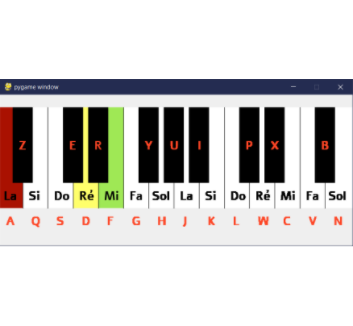 pygame window
Z E R Y U I P X B
La Si Do Ré Mi Fa Sol La Si Do Ré Mi Fa Sol
A Q S D F G H J K L W C V N